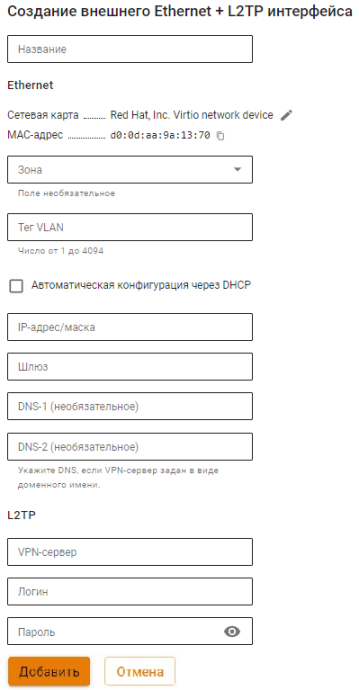 Создание внешнего Ethernet + L2TP интерфейса
Название
Ethernet
Сетевая карта ......... Red Hat, Inc. Virtio network device
MAC-адрес ............... d0:0d:aa:9a:13:70
Зона
Поле необязательное
Тег VLAN
Число от 1 до 4094
Автоматическая конфигурация через DHCP
IP-адрес/маска
Шлюз
DNS-1 (необязательное)
DNS-2 (необязательное)
Укажите DNS, если VPN-сервер задан в виде
доменного имени.
L2TP
VPN-сервер
Логин
Пароль
Добавить Отмена